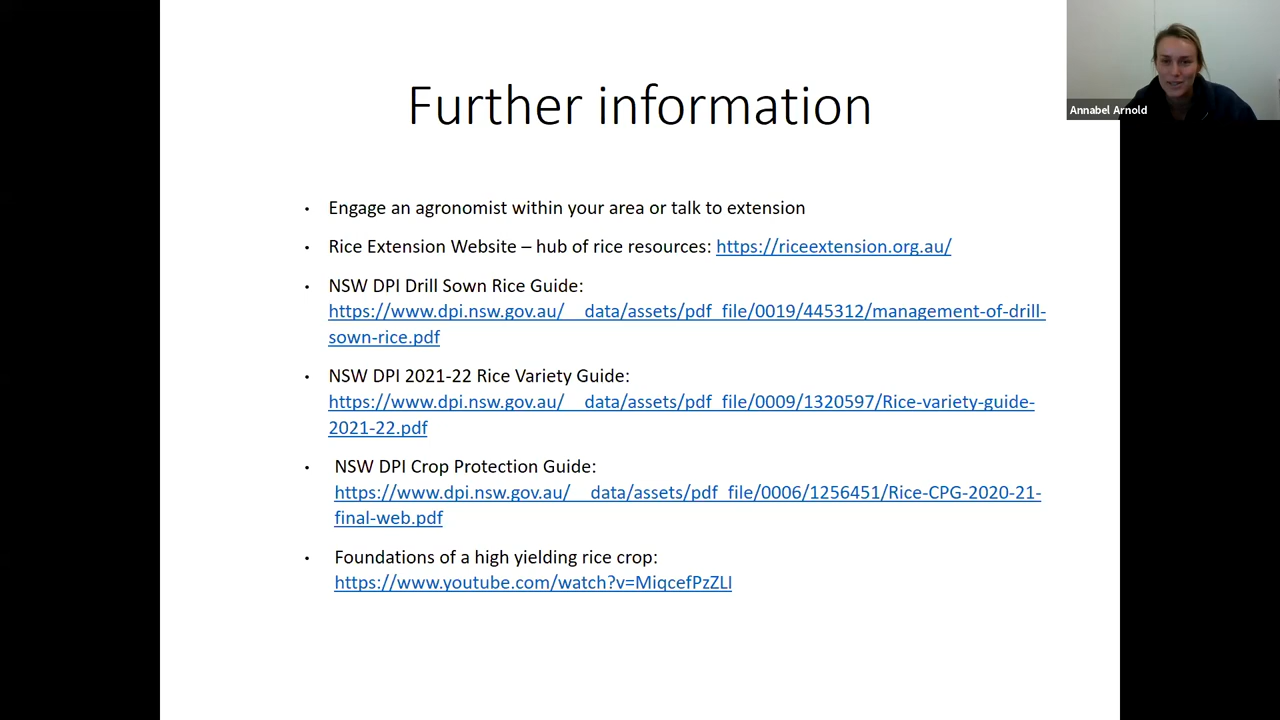 Further information
Annabel Arnold
• Engage an agronomist within your area or talk to extension
• Rice Extension Website – hub of rice resources: https://riceextension.org.au/
• NSW DPI Drill Sown Rice Guide:
https://www.dpi.nsw.gov.au/__data/assets/pdf_file/0019/445312/management-of-drill-
sown-rice.pdf
• NSW DPI 2021-22 Rice Variety Guide:
https://www.dpi.nsw.gov.au/__data/assets/pdf_file/0009/1320597/Rice-variety-guide-
2021-22.pdf
• NSW DPI Crop Protection Guide:
https://www.dpi.nsw.gov.au/__data/assets/pdf_file/0006/1256451/Rice-CPG-2020-21-
final-web.pdf
• Foundations of a high yielding rice crop:
https://www.youtube.com/watch?v=MiqcefPzZLI